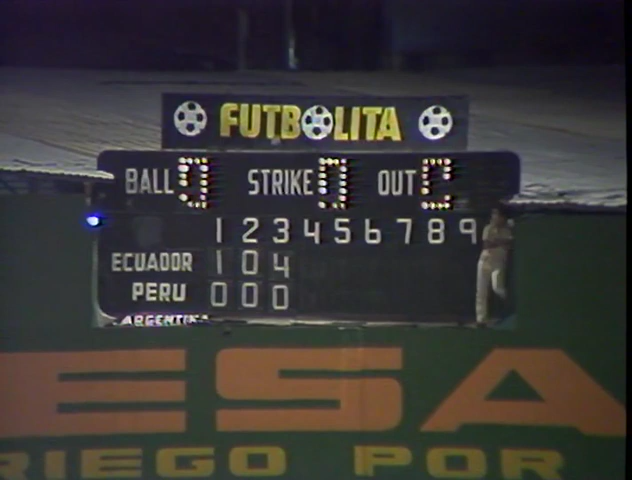 FUTBOLITA
BALL 0 STRIKE 0 OUT
1 2 3 4 5 6 7 8 9
ECUADOR 1 0 4
PERU 0 0 0
ARGENTINA
ESA
RIEGO POR